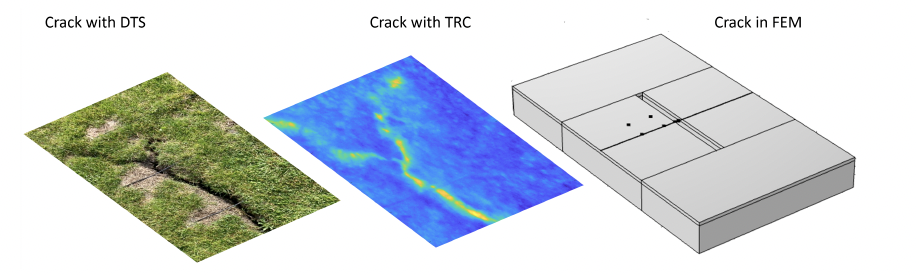 Crack with DTS
Crack with TRC
Crack in FEM